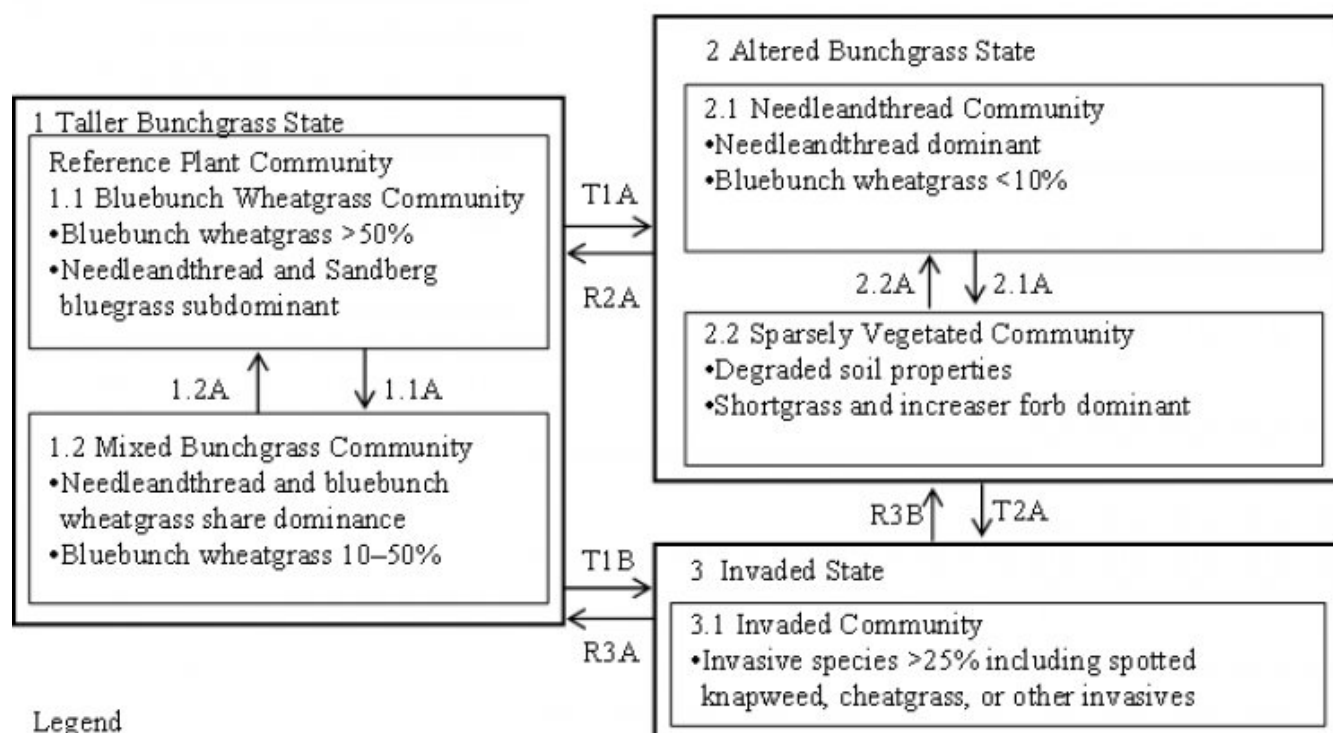 1 Taller Bunchgrass State
Reference Plant Community
1.1 Bluebunch Wheatgrass Community
•Bluebunch wheatgrass >50%
•Needleandthread and Sandberg
bluegrass subdominant
1.2A
1.1A
1.2 Mixed Bunchgrass Community
•Needleandthread and bluebunch
wheatgrass share dominance
•Bluebunch wheatgrass 10–50%
T1A
R2A
T1B
R3A
2 Altered Bunchgrass State
2.1 Needleandthread Community
•Needleandthread dominant
•Bluebunch wheatgrass <10%
2.2A
2.1A
2.2 Sparsely Vegetated Community
•Degraded soil properties
•Shortgrass and increaser forb dominant
R3B
T2A
3 Invaded State
3.1 Invaded Community
•Invasive species >25% including spotted
knapweed, cheatgrass, or other invasives
Legend